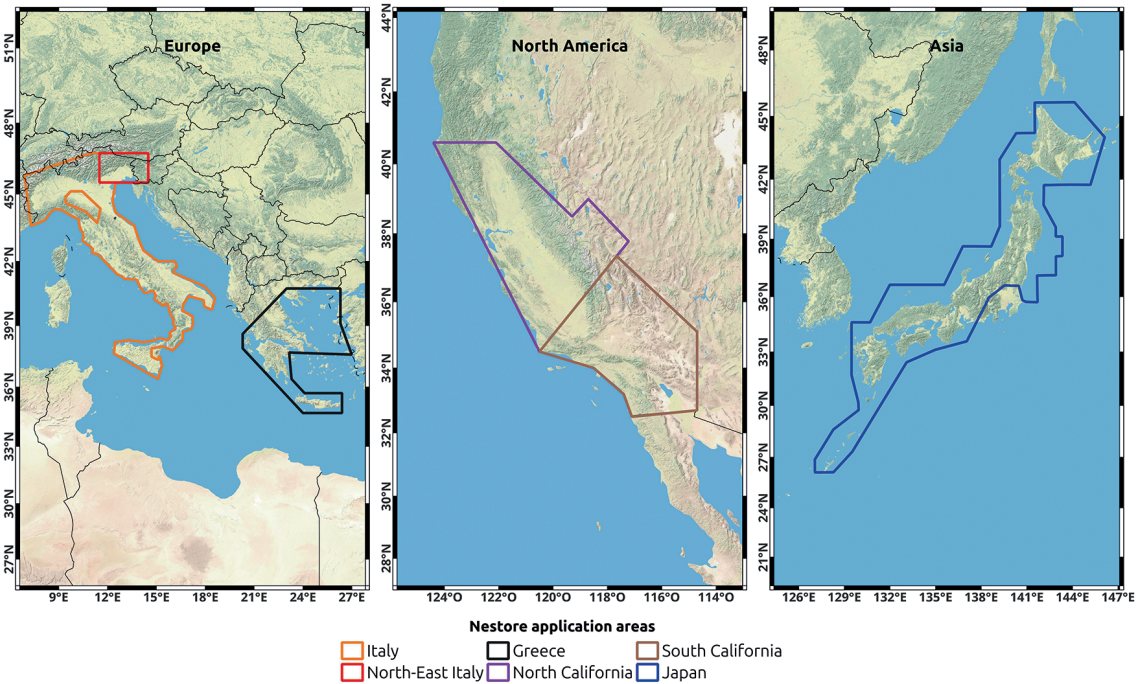 Europe
North America
Asia
51°N
48°N
45°N
42°N
39°N
36°N
33°N
30°N
27°N
9°E 12°E 15°E 18°E 21°E 24°E 27°E
44°N
42°N
40°N
38°N
36°N
34°N
32°N
30°N
28°N
124°O 122°O 120°O 118°O 116°O 114°O
48°N
45°N
42°N
39°N
36°N
33°N
30°N
27°N
24°N
21°N
126°E 129°E 132°E 135°E 138°E 141°E 144°E 147°E
Nestore application areas
Italy Greece South California
North-East Italy North California Japan